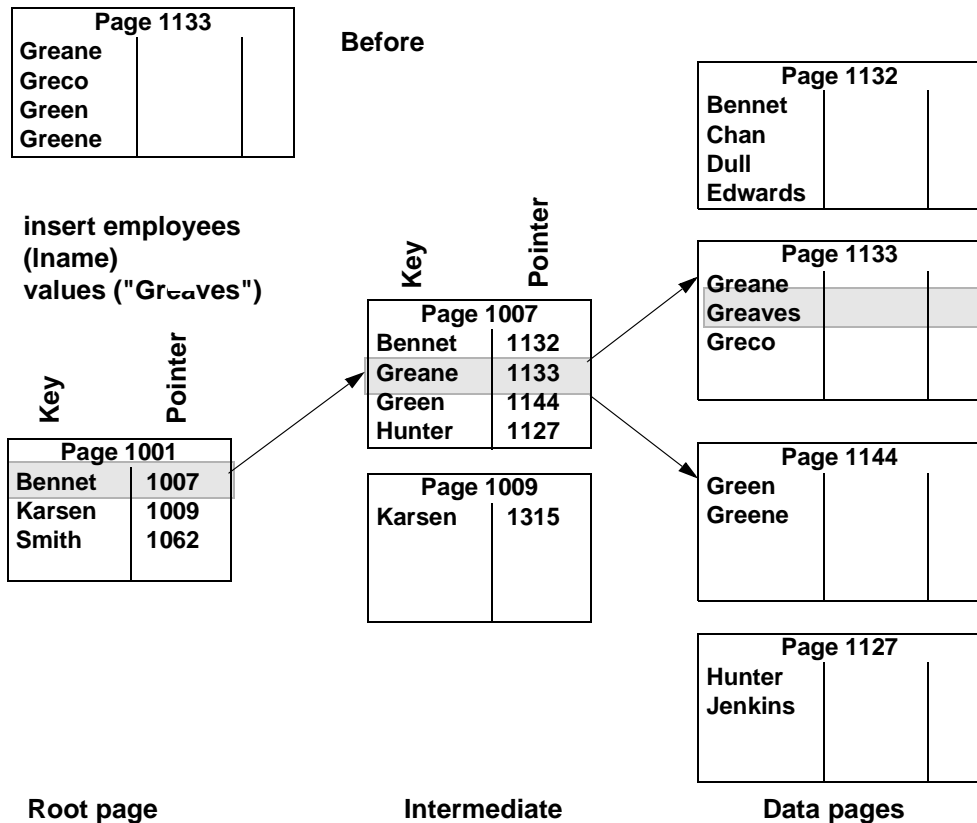 Page 1133
Greane
Greco
Green
Greene
Before
insert employees
(lname)
values ("Greaves")
Key
Pointer
Page 1001
Bennet 1007
Karsen 1009
Smith 1062
Key
Pointer
Page 1007
Bennet 1132
Greane 1133
Green 1144
Hunter 1127
Page 1009
Karsen 1315
Page 1132
Bennet
Chan
Dull
Edwards
Page 1133
Greane
Greaves
Greco
Page 1144
Green
Greene
Page 1127
Hunter
Jenkins
Root page
Intermediate
Data pages